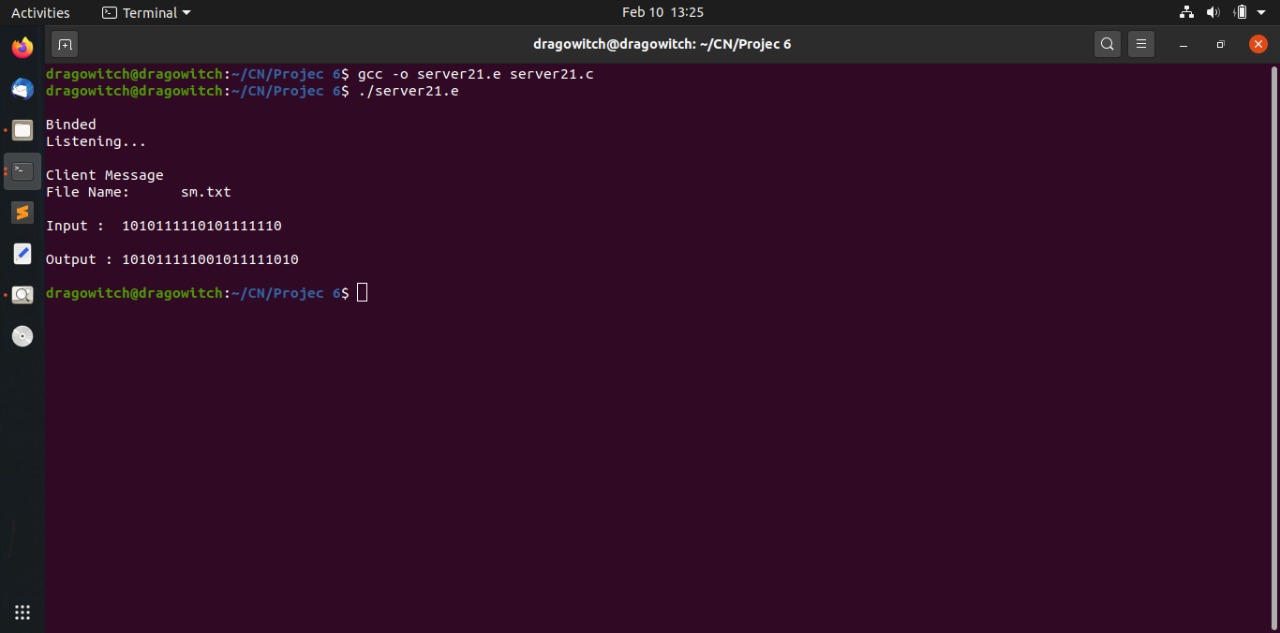 Activities Terminal Feb 10 13:25
dragowitch@dragowitch: ~/CN/Projec 6
dragowitch@dragowitch:~/CN/Projec 6$ gcc -o server21.e server21.c
dragowitch@dragowitch:~/CN/Projec 6$ ./server21.e
Binded
Listening...
Client Message
File Name: sm.txt
Input : 1010111110101111110
Output : 101011111001011111010
dragowitch@dragowitch:~/CN/Projec 6$